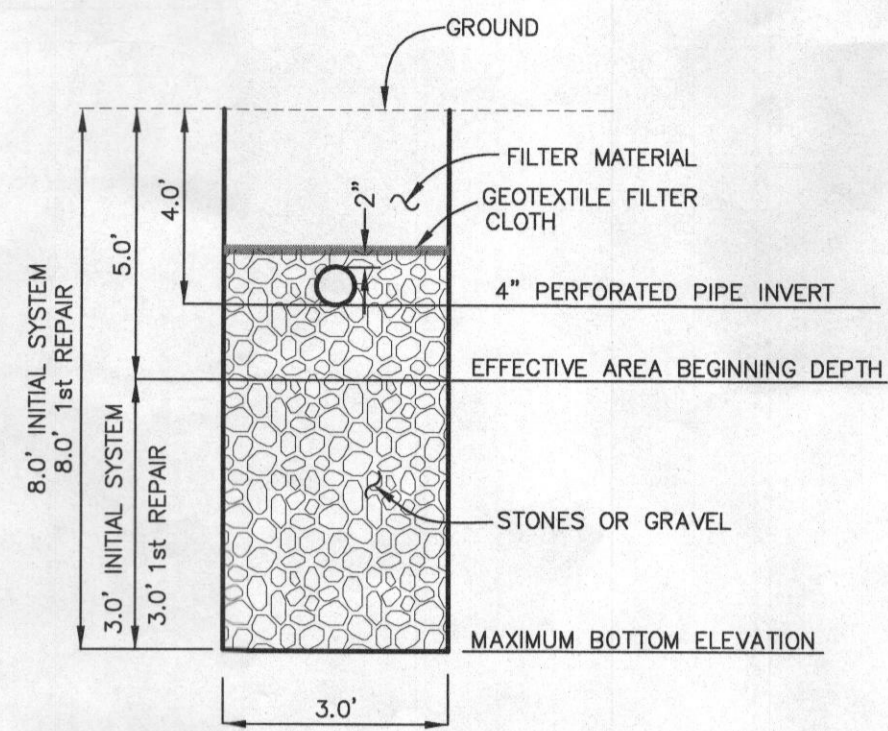 GROUND
FILTER MATERIAL
GEOTEXTILE FILTER
CLOTH
2"
4.0'
5.0'
4" PERFORATED PIPE INVERT
EFFECTIVE AREA BEGINNING DEPTH
8.0' INITIAL SYSTEM
8.0' 1st REPAIR
3.0' INITIAL SYSTEM
3.0' 1st REPAIR
STONES OR GRAVEL
MAXIMUM BOTTOM ELEVATION
3.0'